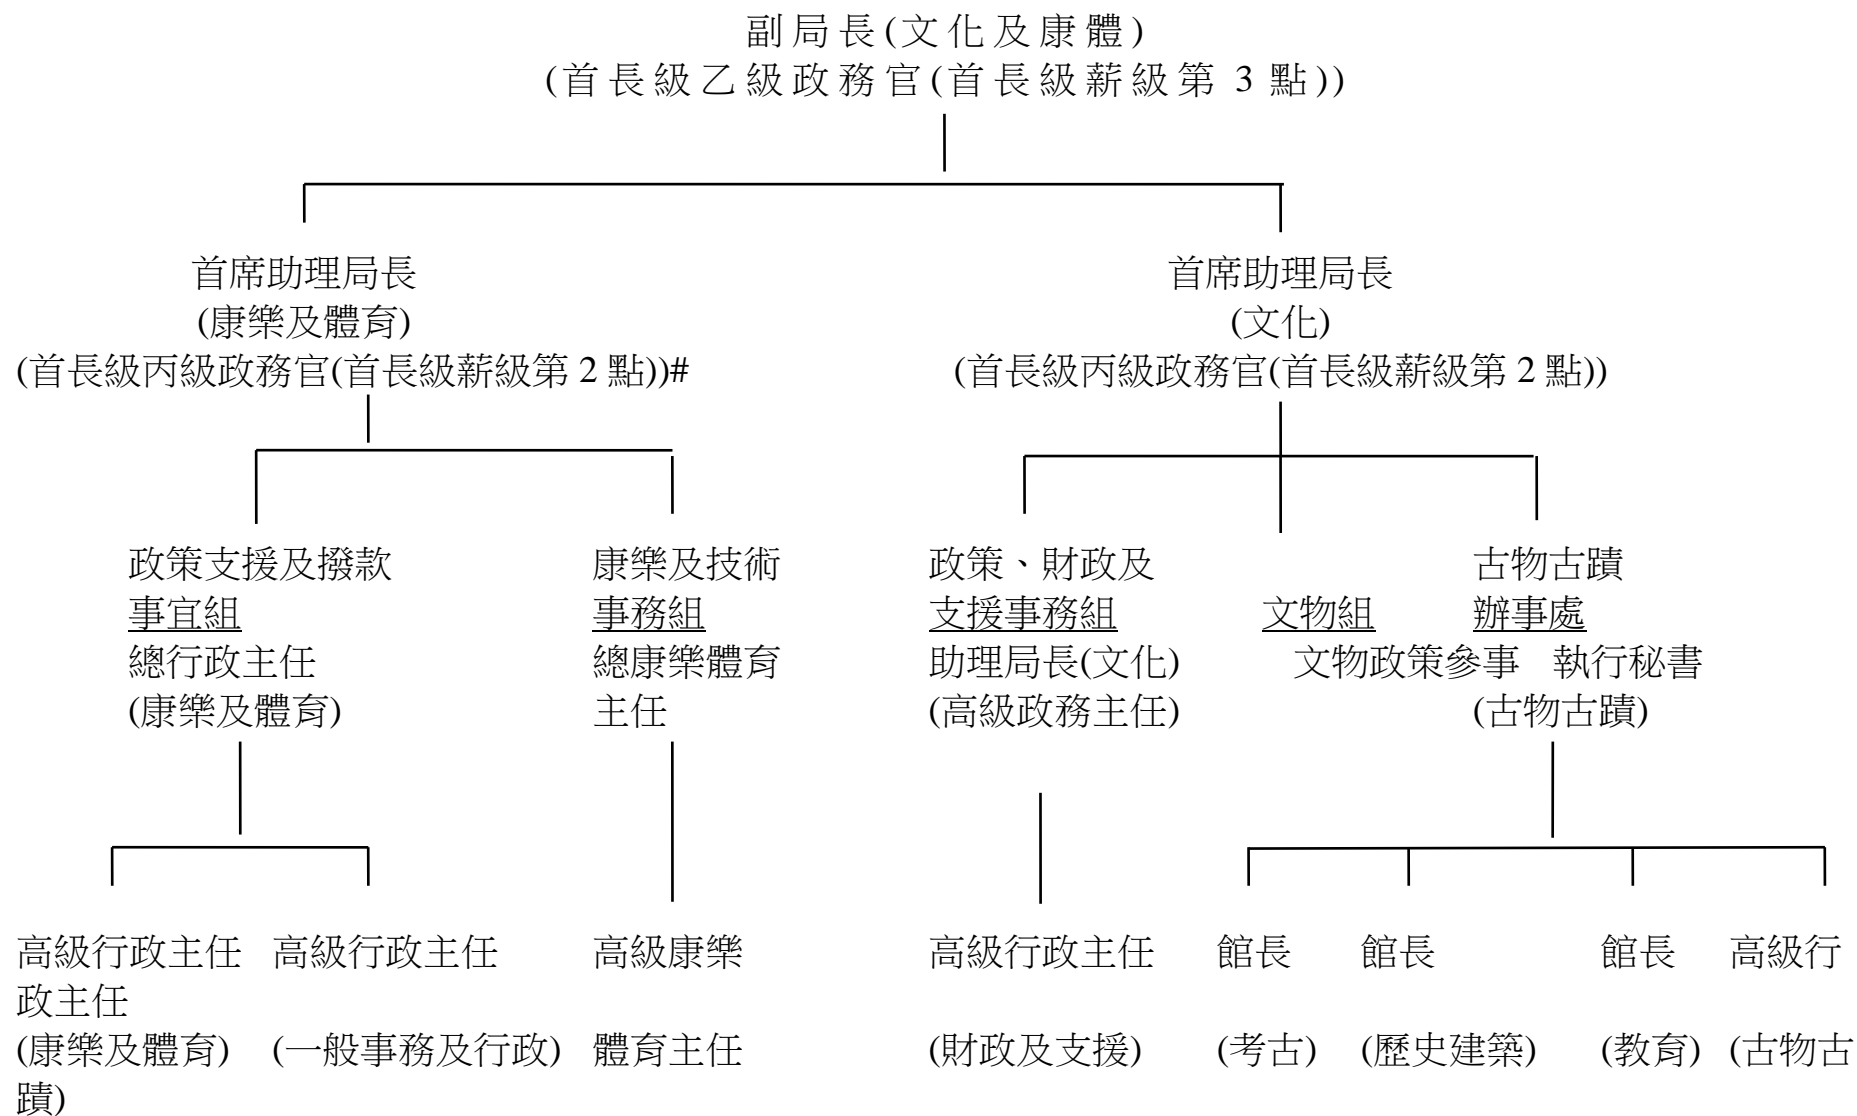 副局長(文化及康體)
(首長級乙級政務官(首長級薪級第 3 點))
首席助理局長 首席助理局長
(康樂及體育) (文化)
(首長級丙級政務官(首長級薪級第 2 點))# (首長級丙級政務官(首長級薪級第 2 點))
政策支援及撥款 康樂及技術 政策、財政及 古物古蹟
事宜組 事務組 支援事務組 文物組 辦事處
總行政主任 總康樂體育 助理局長(文化) 文物政策參事 執行秘書
(康樂及體育) 主任 (高級政務主任) (古物古蹟)
高級行政主任 高級行政主任 高級康樂 高級行政主任 館長 館長 館長 高級行
政主任
(康樂及體育) (一般事務及行政) 體育主任 (財政及支援) (考古) (歷史建築) (教育) (古物古
蹟)